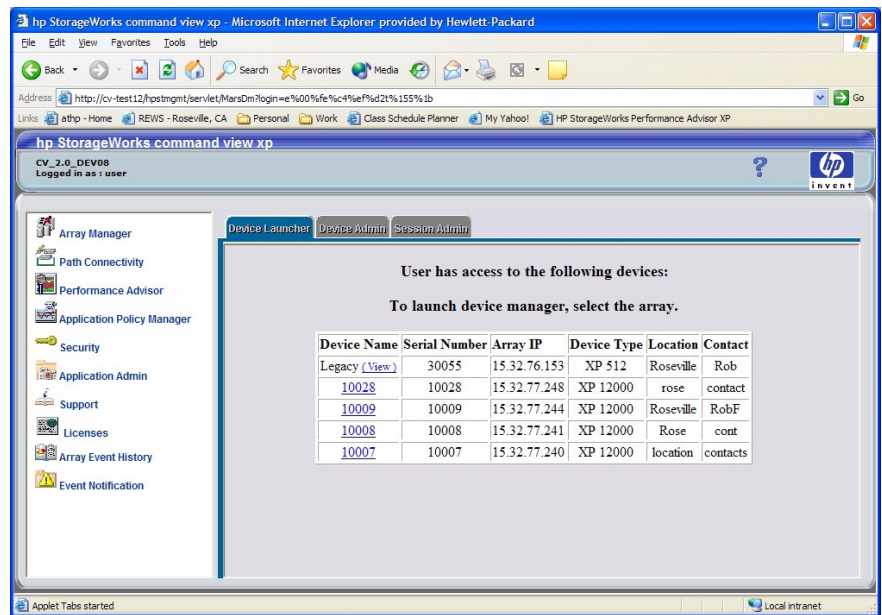 hp StorageWorks command view xp - Microsoft Internet Explorer provided by Hewlett-Packard
File Edit View Favorites Tools Help
Back Search Favorites Media
Address http://cv-test12/hpstmgmt/servlet/MarsDm?login=e%00%fe%c4%ef%d2t%155%1b Go
Links athp - Home REWS - Roseville, CA Personal Work Class Schedule Planner My Yahoo! HP StorageWorks Performance Advisor XP
hp StorageWorks command view xp
CV_2.0_DEV08
Logged in as : user
? hp
invent
Device Launcher Device Admin Session Admin
Array Manager
Path Connectivity
Performance Advisor
Application Policy Manager
Security
Application Admin
Support
Licenses
Array Event History
Event Notification
User has access to the following devices:
To launch device manager, select the array.
Device Name Serial Number Array IP Device Type Location Contact
Legacy (View) 30055 15.32.76.153 XP 512 Roseville Rob
10028 10028 15.32.77.248 XP 12000 rose contact
10009 10009 15.32.77.244 XP 12000 Roseville RobF
10008 10008 15.32.77.241 XP 12000 Rose cont
10007 10007 15.32.77.240 XP 12000 location contacts
Applet Tabs started Local intranet